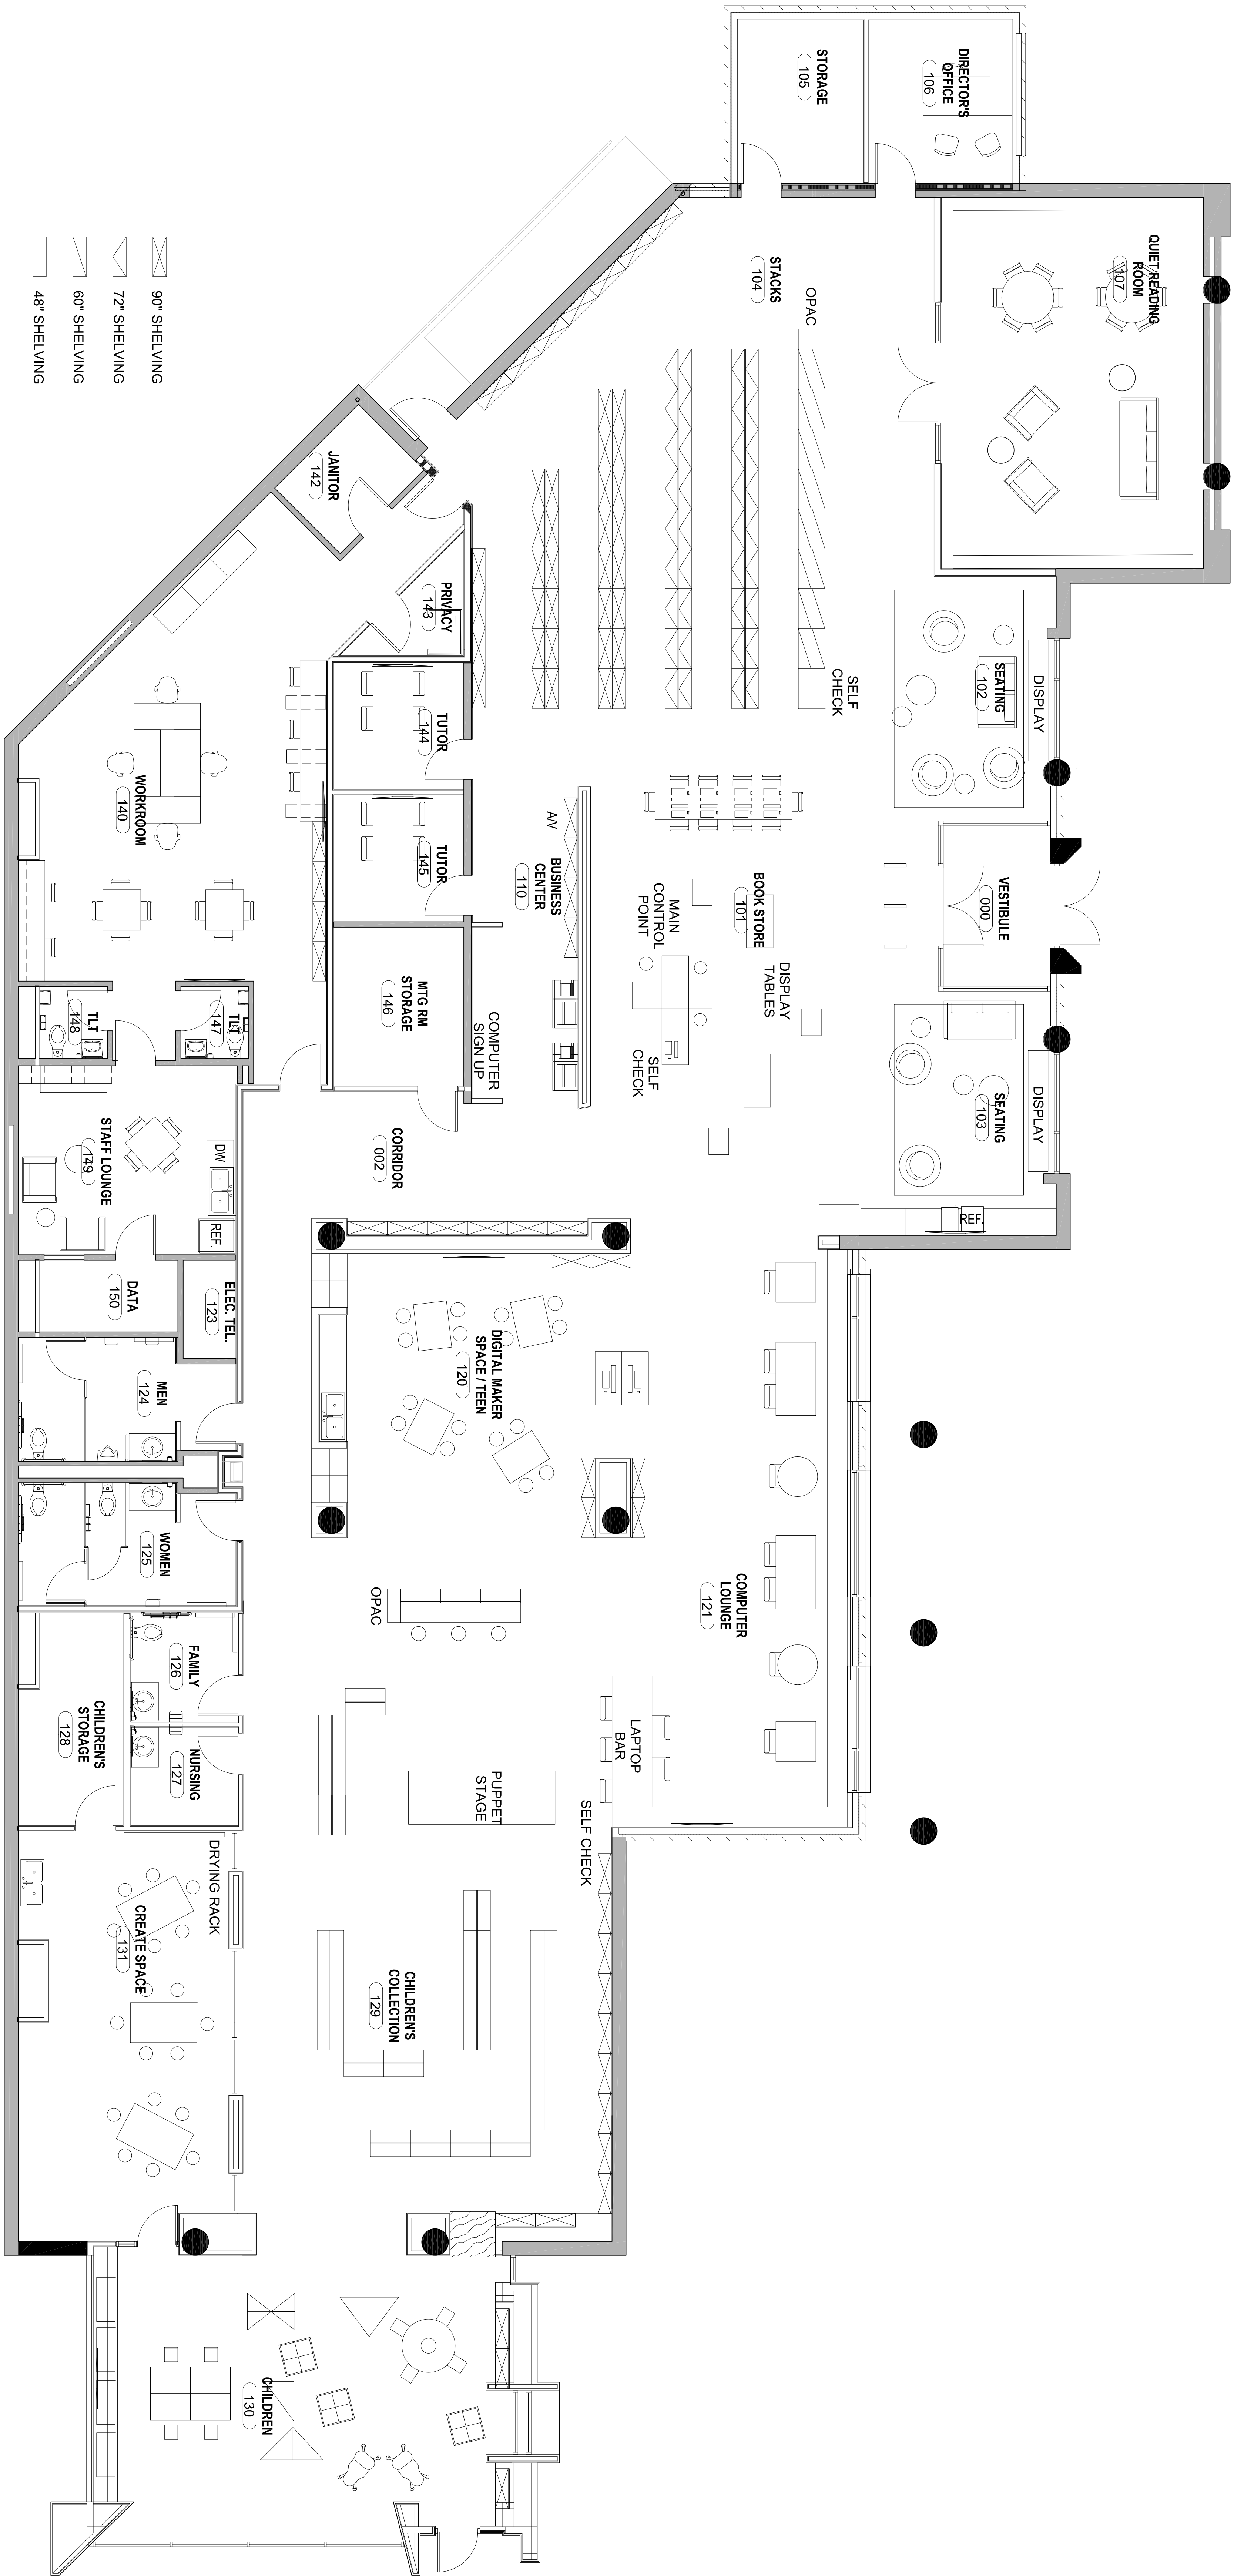 DIRECTOR'S
OFFICE
106
STORAGE
105
QUIET READING
ROOM
107
STACKS
104
OPAC
90" SHELVING
72" SHELVING
60" SHELVING
48" SHELVING
JANITOR
142
PRIVACY
143
SELF
CHECK
DISPLAY
SEATING
102
TUTOR
144
WORKROOM
140
TUTOR
145
A/V
BUSINESS
CENTER
110
BOOK STORE
101
MAIN
CONTROL
POINT
VESTIBULE
000
DISPLAY
TABLES
MTG RM
STORAGE
146
COMPUTER
SIGN UP
SELF
CHECK
TLT
147
TLT
148
DISPLAY
SEATING
103
REF.
CORRIDOR
002
STAFF LOUNGE
149
DW
REF.
DATA
150
ELEC. TEL.
123
DIGITAL MAKER
SPACE / TEEN
120
MEN
124
WOMEN
125
COMPUTER
LOUNGE
121
OPAC
FAMILY
126
NURSING
127
CHILDREN'S
STORAGE
128
LAPTOP
BAR
PUPPET
STAGE
SELF CHECK
DRYING RACK
CREATE SPACE
131
CHILDREN'S
COLLECTION
129
CHILDREN
130